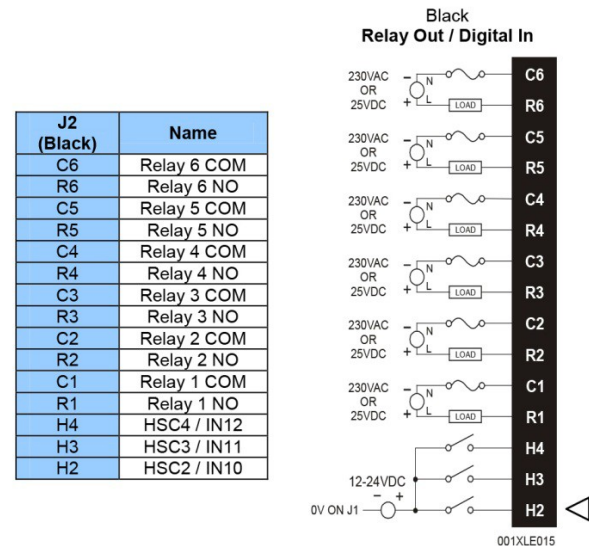 Black
Relay Out / Digital In
J2
(Black)
Name
C6 Relay 6 COM
R6 Relay 6 NO
C5 Relay 5 COM
R5 Relay 5 NO
C4 Relay 4 COM
R4 Relay 4 NO
C3 Relay 3 COM
R3 Relay 3 NO
C2 Relay 2 COM
R2 Relay 2 NO
C1 Relay 1 COM
R1 Relay 1 NO
H4 HSC4 / IN12
H3 HSC3 / IN11
H2 HSC2 / IN10
230VAC - N C6
OR
25VDC + L LOAD R6
230VAC - N C5
OR
25VDC + L LOAD R5
230VAC - N C4
OR
25VDC + L LOAD R4
230VAC - N C3
OR
25VDC + L LOAD R3
230VAC - N C2
OR
25VDC + L LOAD R2
230VAC - N C1
OR
25VDC + L LOAD R1
H4
12-24VDC H3
- +
0V ON J1 H2
001XLE015